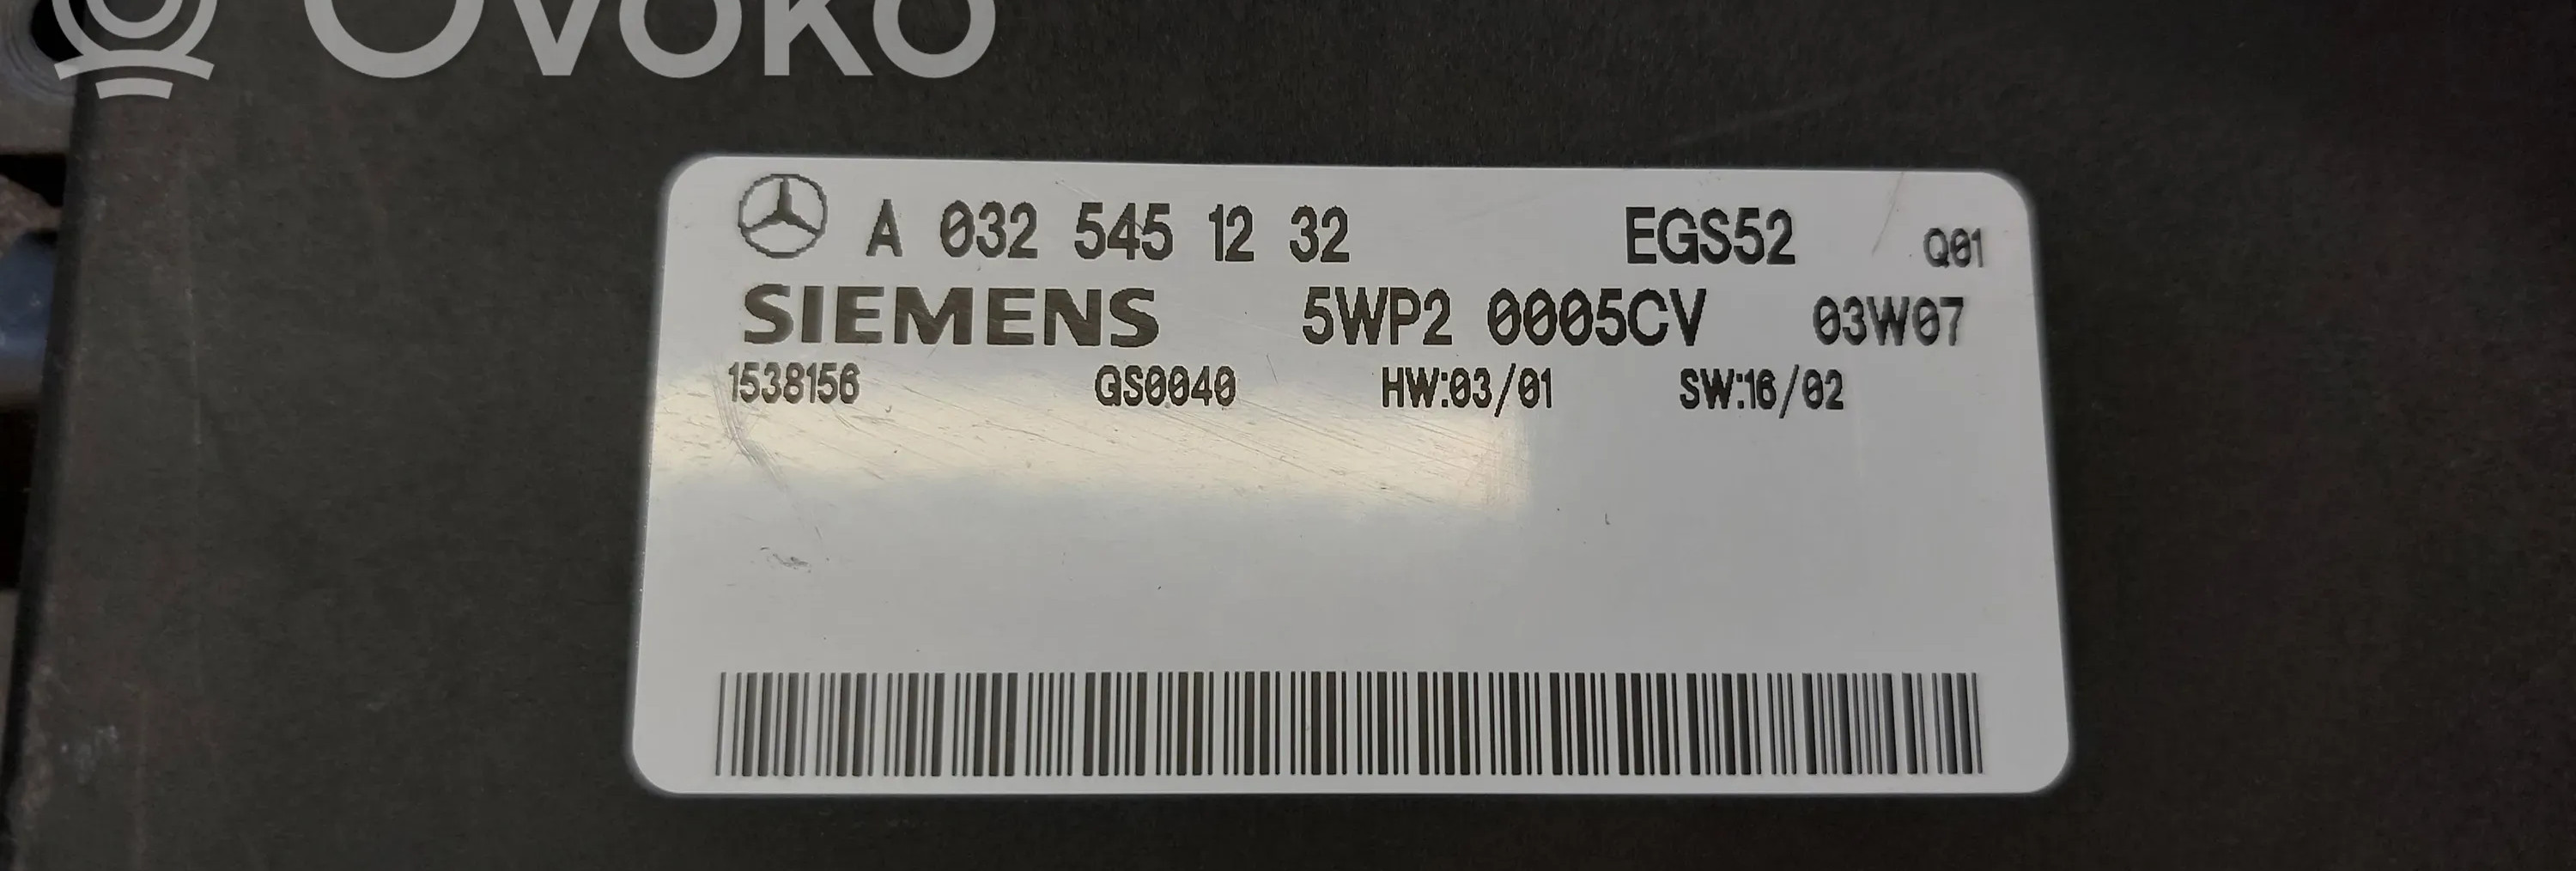 OVOKO
A 032 545 12 32 EGS52 Q01
SIEMENS 5WP2 0005CV 03W07
1538156 GS0040 HW:03/01 SW:16/02